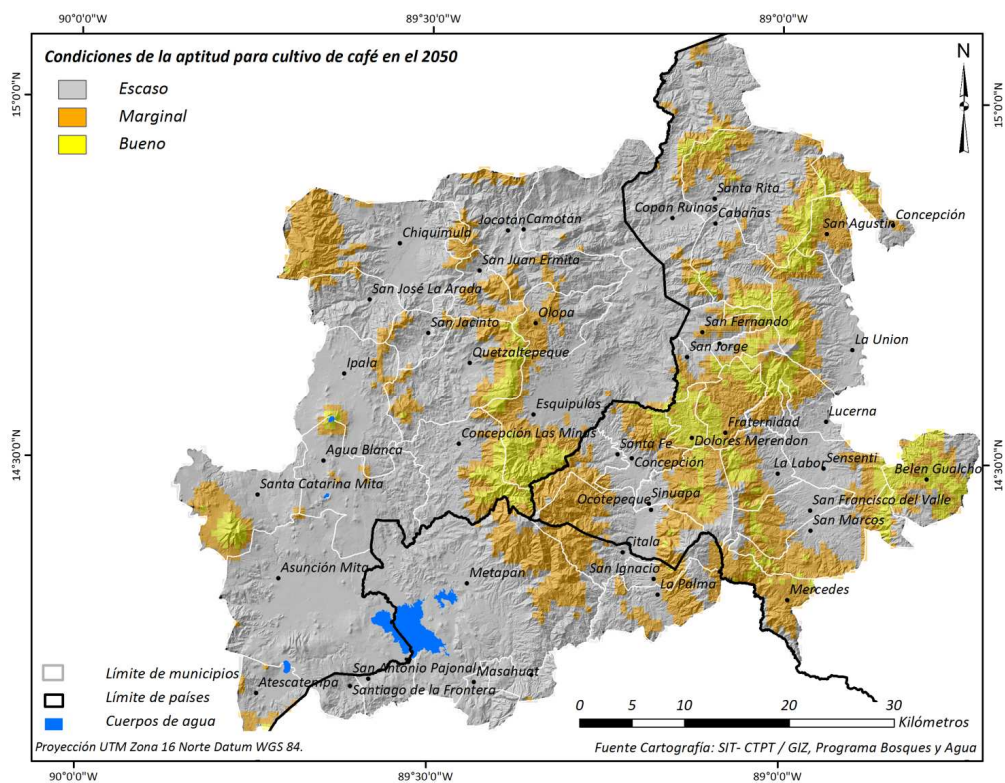 90°0'0"W
89°30'0"W
89°0'0"W
Condiciones de la aptitud para cultivo de café en el 2050
Escaso
Marginal
Bueno
N
15°0'0"N
15°0'0"N
Santa Rita
Copan Ruinas
Cabañas
Concepción
San Agustin
Jocotán
Camotán
Chiquimula
San Juan Ermita
San José La Arada
Olopa
San Jacinto
San Fernando
San Jorge
La Union
Quetzaltepeque
Ipala
Esquipulas
Lucerna
Fraternidad
Concepción Las Minas
Santa Fe
Dolores Merendon
Concepción
Agua Blanca
La Labor
Sensenti
Belen Gualcho
14°30'0"N
14°30'0"N
Santa Catarina Mita
Ocotepeque
Sinuapa
San Francisco del Valle
San Marcos
Citala
Asunción Mita
Metapán
San Ignacio
La Palma
Mercedes
San Antonio Pajonal
Masahuat
Atescatempa
Santiago de la Frontera
Límite de municipios
Límite de países
Cuerpos de agua
0 5 10 20 30
Kilómetros
Proyección UTM Zona 16 Norte Datum WGS 84.
Fuente Cartografía: SIT- CTPT / GIZ, Programa Bosques y Agua
90°0'0"W
89°30'0"W
89°0'0"W